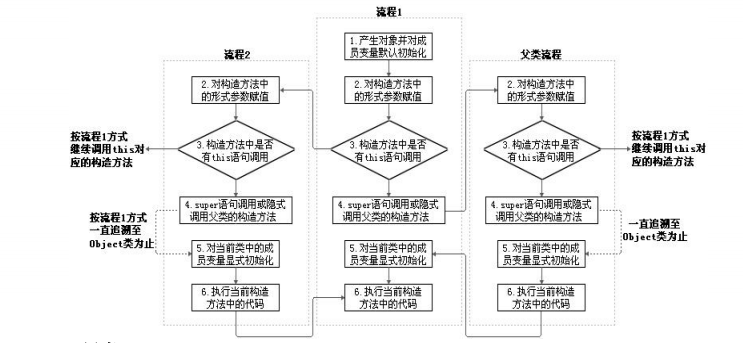 流程1
1.产生对象并对成
员变量默认初始化
2.对构造方法中
的形式参数赋值
3.构造方法中是否
有this语句调用
4.super语句调用或隐式
调用父类的构造方法
5.对当前类中的成
员变量显式初始化
6.执行当前构造
方法中的代码
流程2
2.对构造方法中
的形式参数赋值
3.构造方法中是否
有this语句调用
按流程1方式
继续调用this对
应的构造方法
4.super语句调用或隐式
调用父类的构造方法
按流程1方式
一直追溯至
Object类为止
5.对当前类中的成
员变量显式初始化
6.执行当前构造
方法中的代码
父类流程
2.对构造方法中
的形式参数赋值
3.构造方法中是否
有this语句调用
按流程1方式
继续调用this对
应的构造方法
4.super语句调用或隐式
调用父类的构造方法
一直追溯至
Object类为止
5.对当前类中的成
员变量显式初始化
6.执行当前构造
方法中的代码